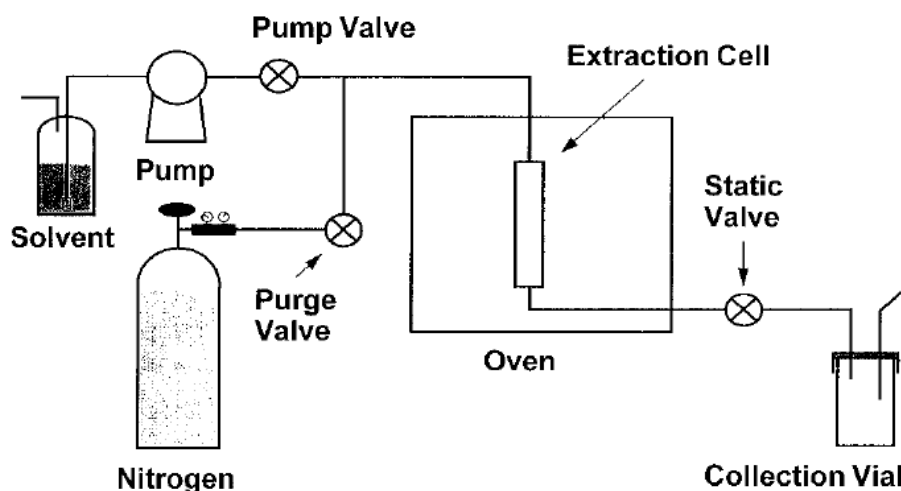 Pump Valve
Extraction Cell
Pump
Static
Valve
Solvent
Purge
Valve
Oven
Nitrogen
Collection Vial